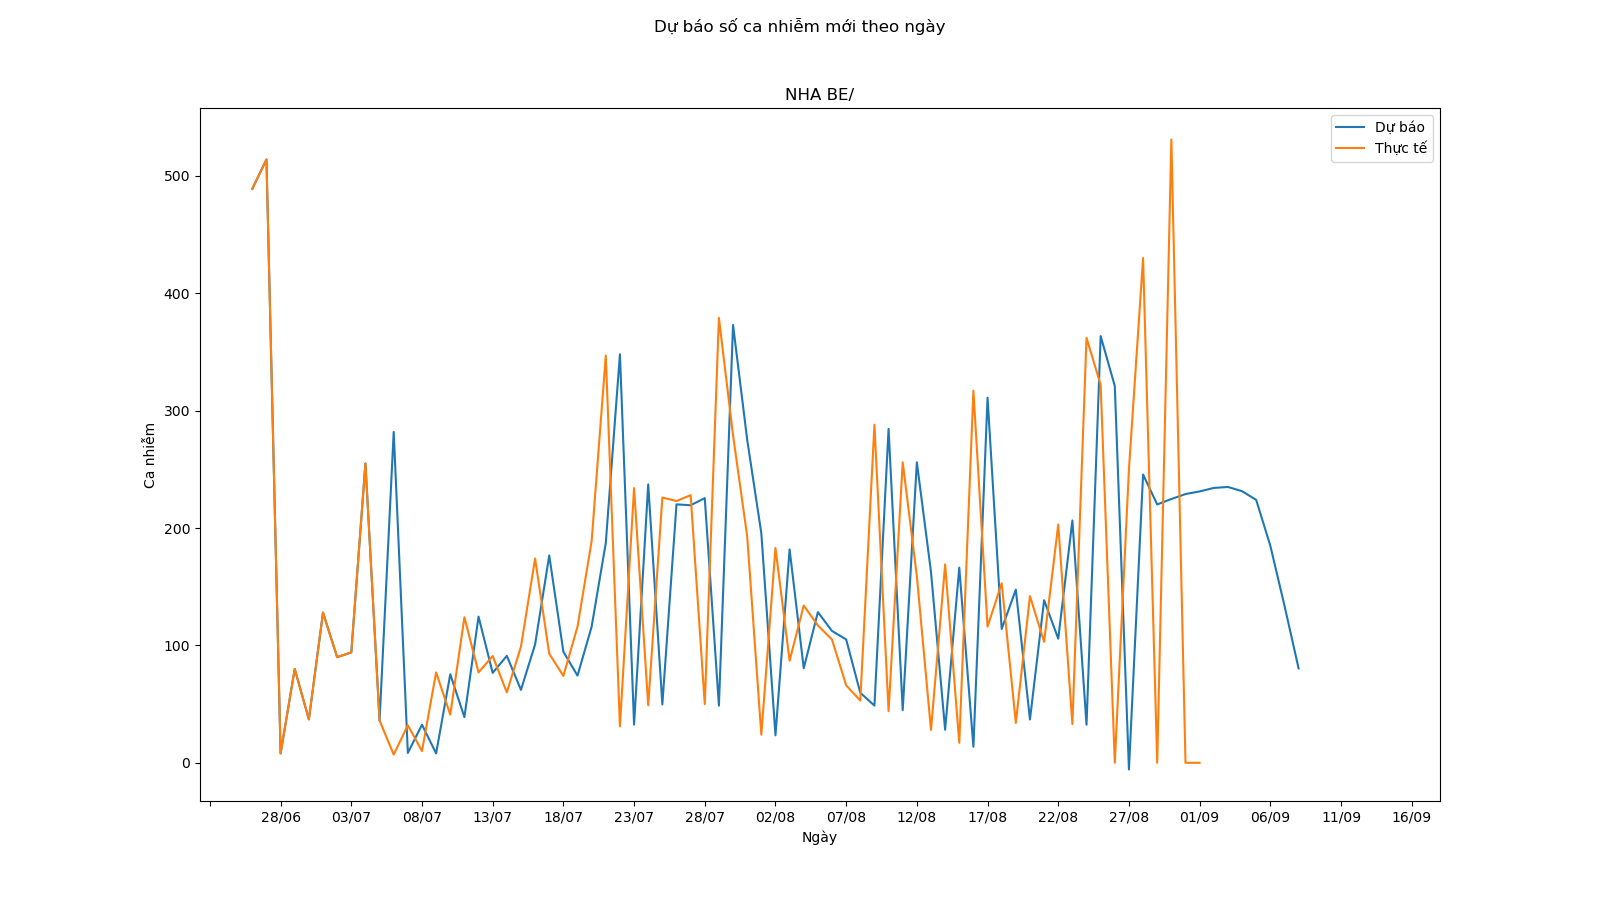 Dự báo số ca nhiễm mới theo ngày
NHA BE/
Dự báo
Thực tế
500
400
300
200
100
0
Ca nhiễm
28/06 03/07 08/07 13/07 18/07 23/07 28/07 02/08 07/08 12/08 17/08 22/08 27/08 01/09 06/09 11/09 16/09
Ngày